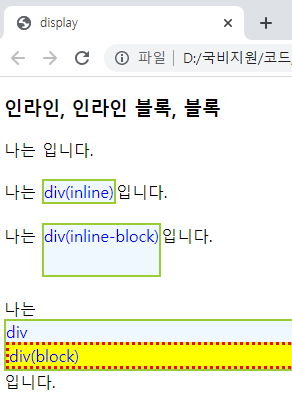 display
파일 | D:/국비지원/코드_
인라인, 인라인 블록, 블록
나는 입니다.
나는 div(inline) 입니다.
나는 div(inline-block) 입니다.
나는
div
div(block)
입니다.